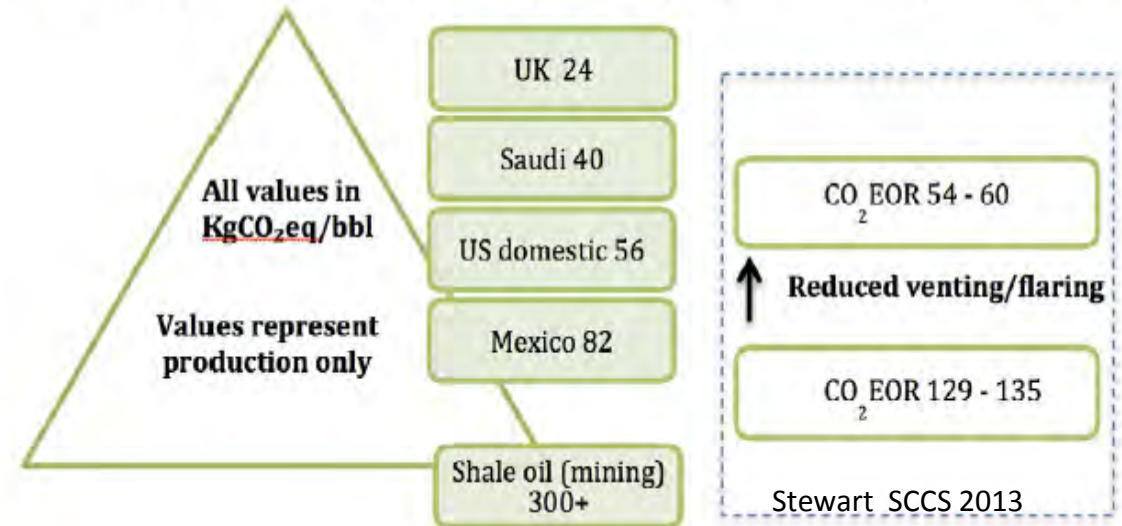 All values in
KgCO₂eq/bbl
Values represent
production only
UK 24
Saudi 40
US domestic 56
Mexico 82
Shale oil (mining)
300+
CO₂ EOR 54 - 60
Reduced venting/flaring
CO₂ EOR 129 - 135
Stewart SCCS 2013